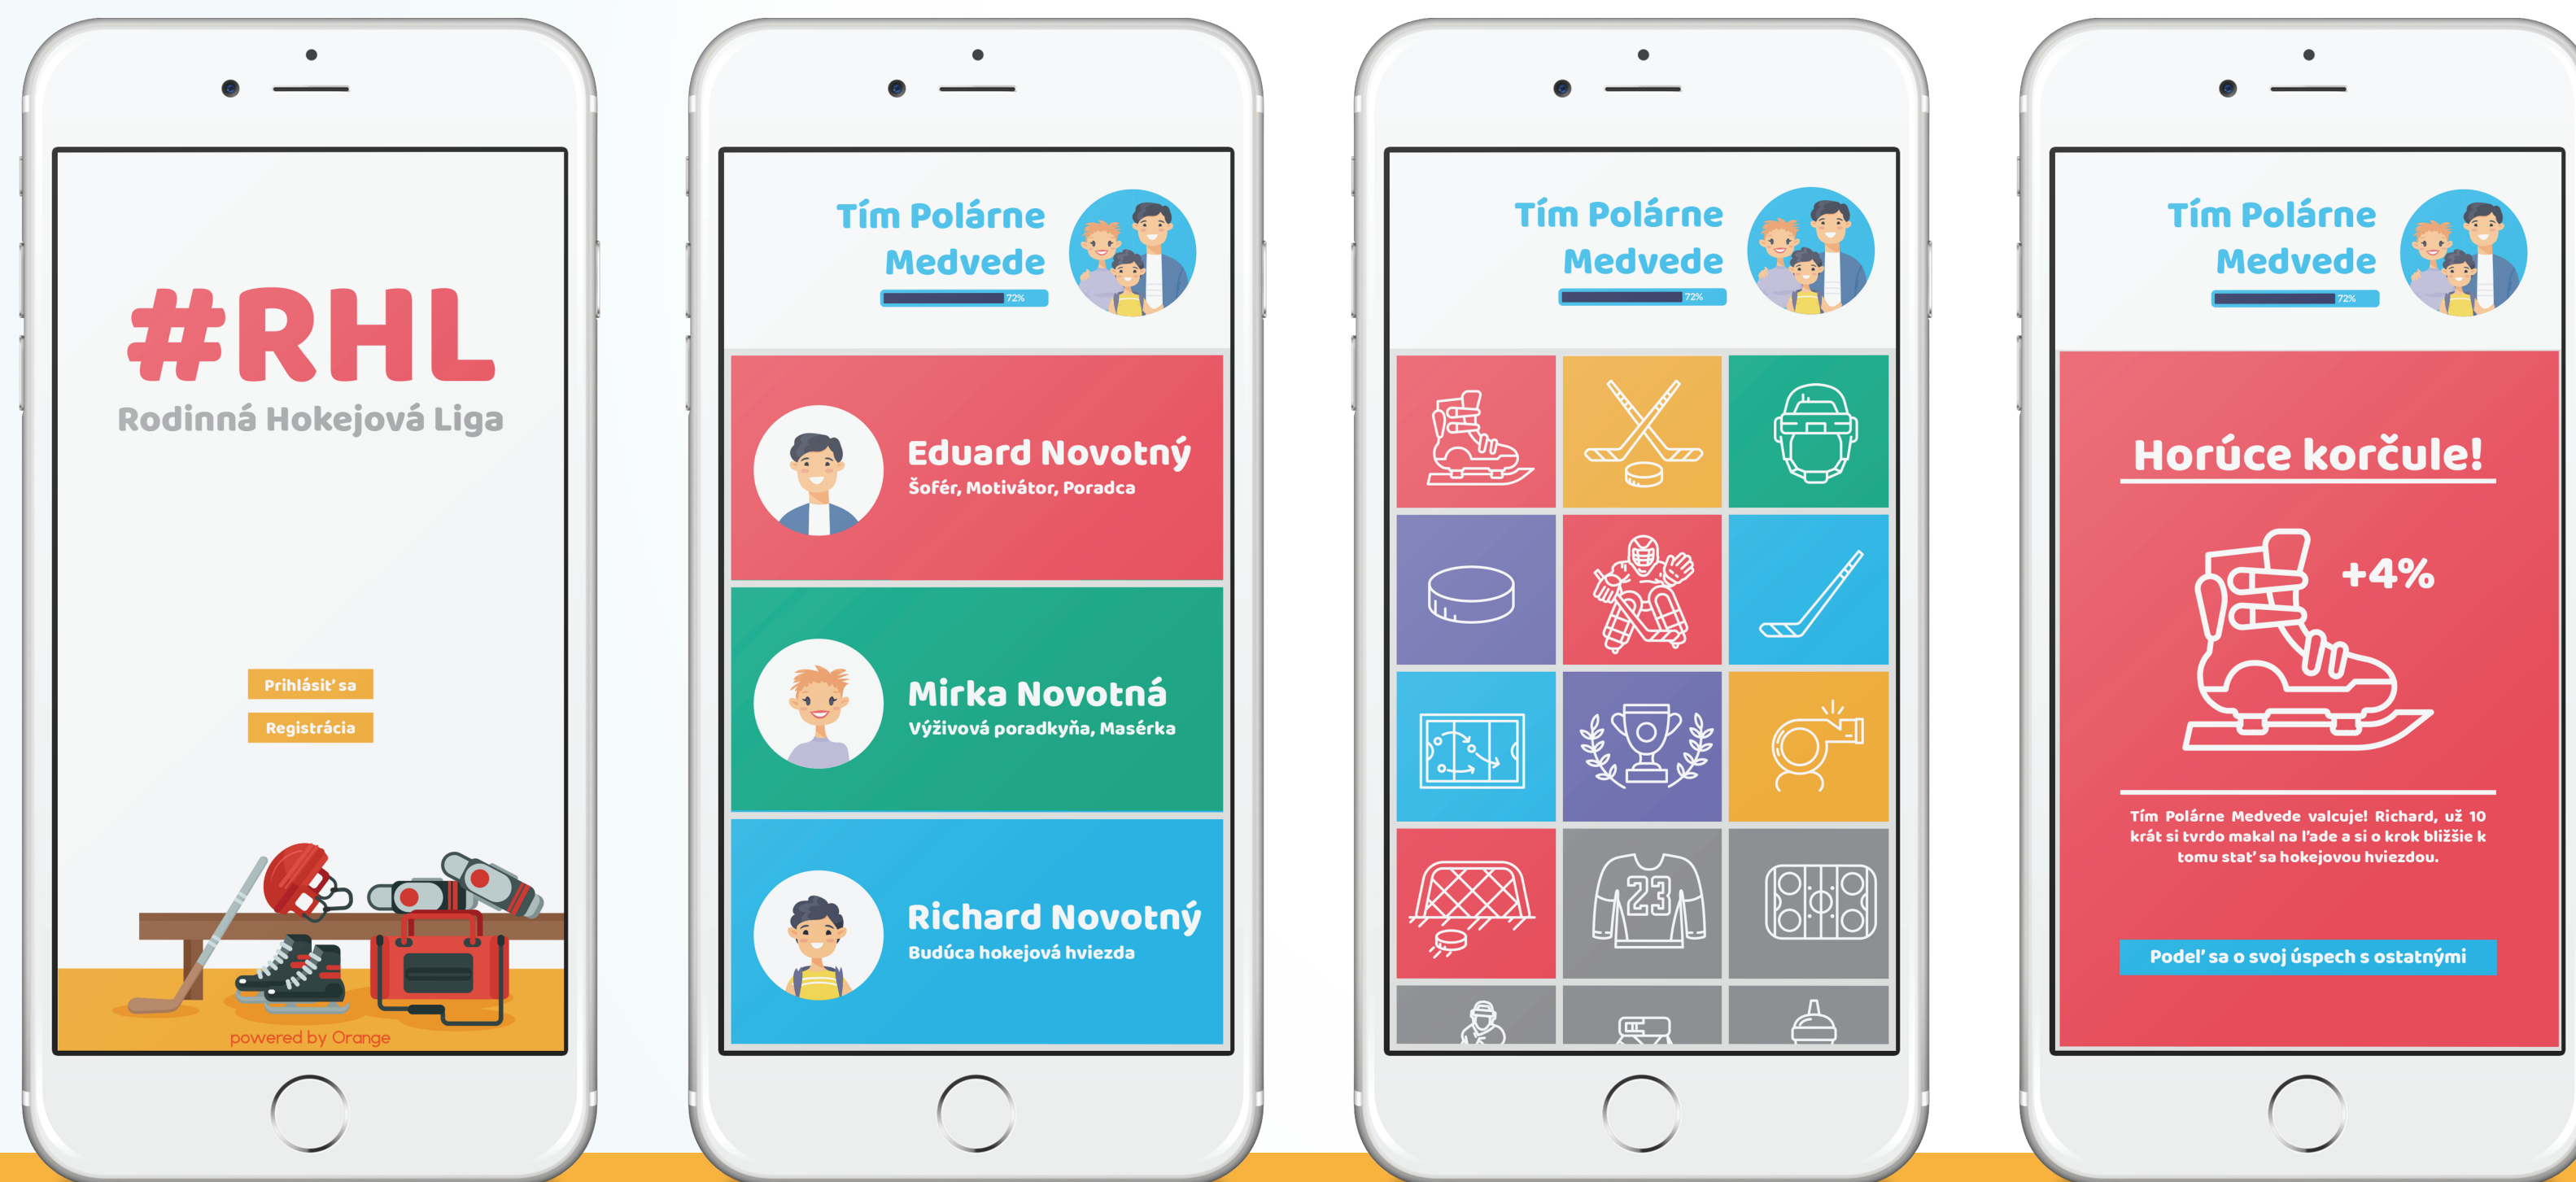 #RHL
Rodinná Hokejová Liga
Prihlásiť sa
Registrácia
powered by Orange
Tím Polárne
Medvede
72%
Eduard Novotný
Šofér, Motivátor, Poradca
Mirka Novotná
Výživová poradkyňa, Masérka
Richard Novotný
Budúca hokejová hviezda
Tím Polárne
Medvede
72%
23
Tím Polárne
Medvede
72%
Horúce korčule!
+4%
Tím Polárne Medvede valcuje! Richard, už 10
krát si tvrdo makal na ľade a si o krok bližšie k
tomu stať sa hokejovou hviezdou.
Podeľ sa o svoj úspech s ostatnými